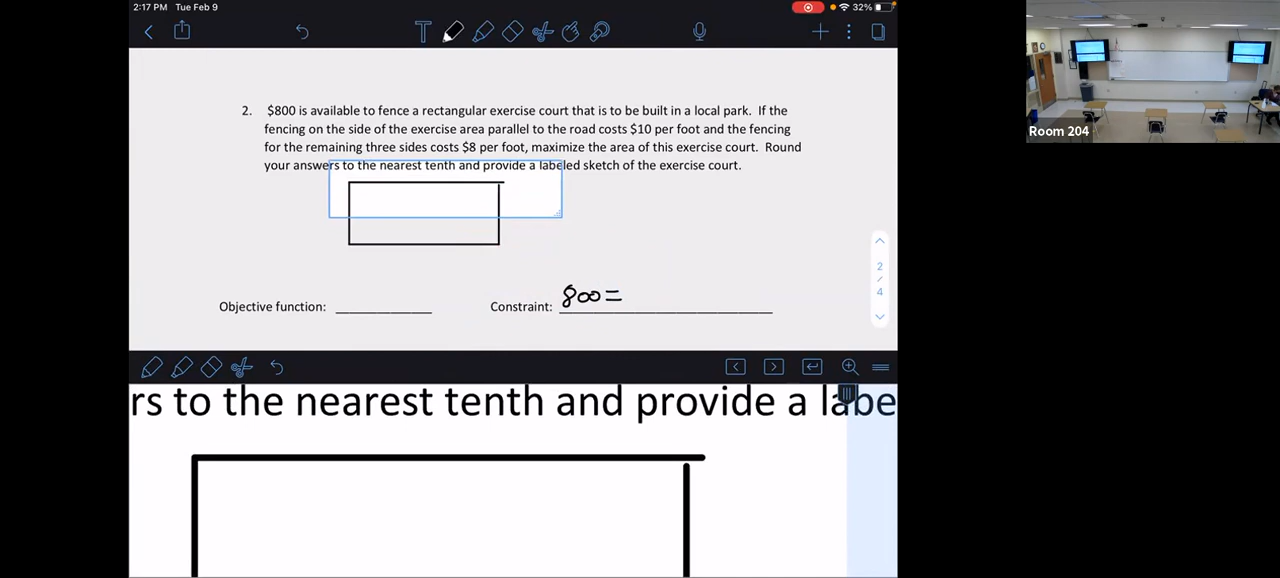 2:17 PM Tue Feb 9
32%
2. $800 is available to fence a rectangular exercise court that is to be built in a local park. If the
fencing on the side of the exercise area parallel to the road costs $10 per foot and the fencing
for the remaining three sides costs $8 per foot, maximize the area of this exercise court. Round
your answers to the nearest tenth and provide a labeled sketch of the exercise court.
2
/
4
Objective function: ______________
Constraint: 800=
rs to the nearest tenth and provide a labe
Room 204